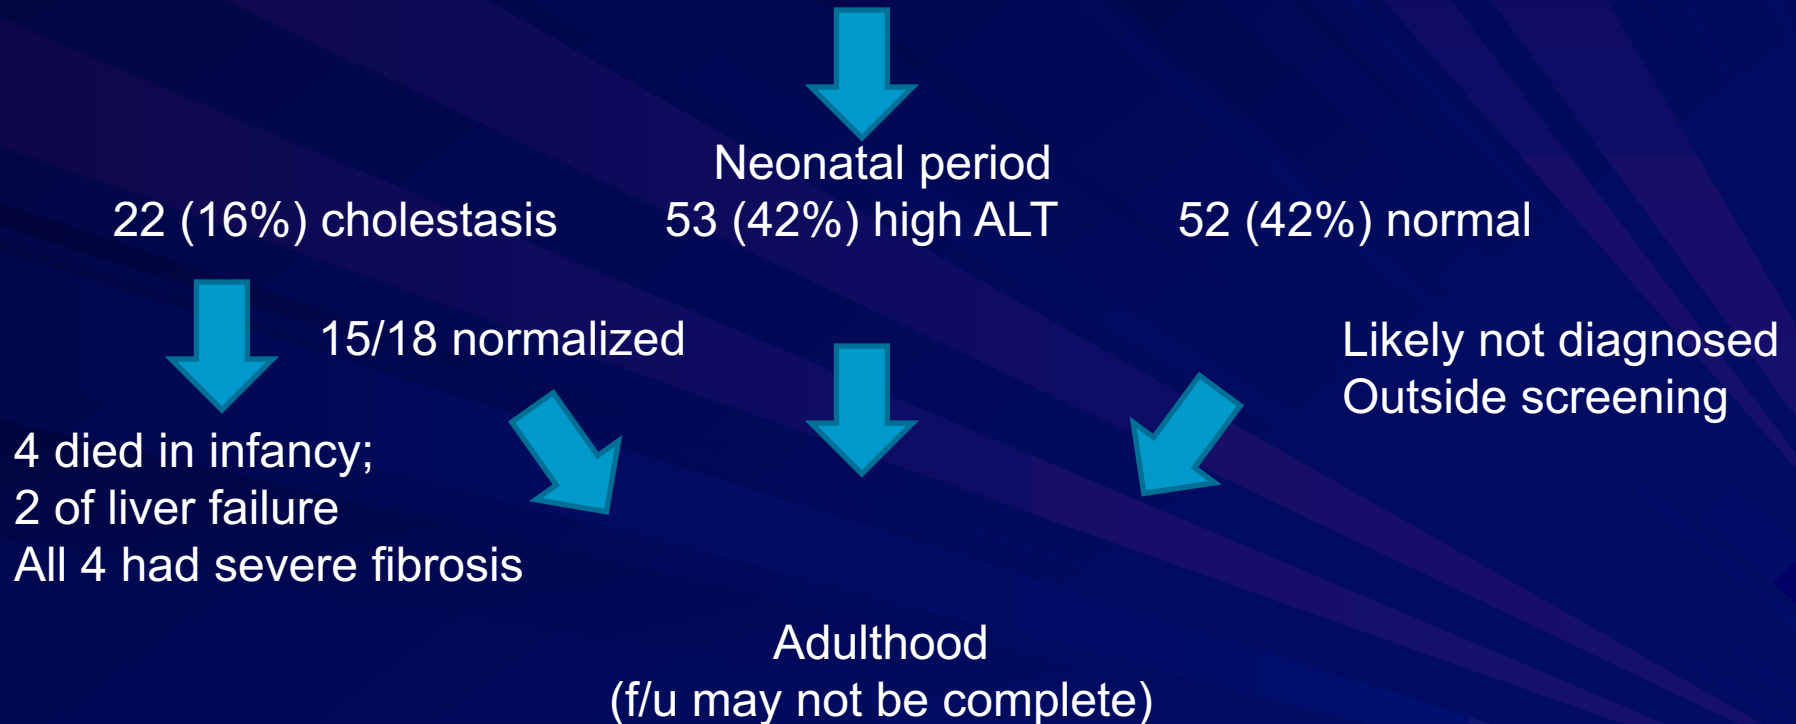 Neonatal period
22 (16%) cholestasis
53 (42%) high ALT
52 (42%) normal
15/18 normalized
Likely not diagnosed
Outside screening
4 died in infancy;
2 of liver failure
All 4 had severe fibrosis
Adulthood
(f/u may not be complete)